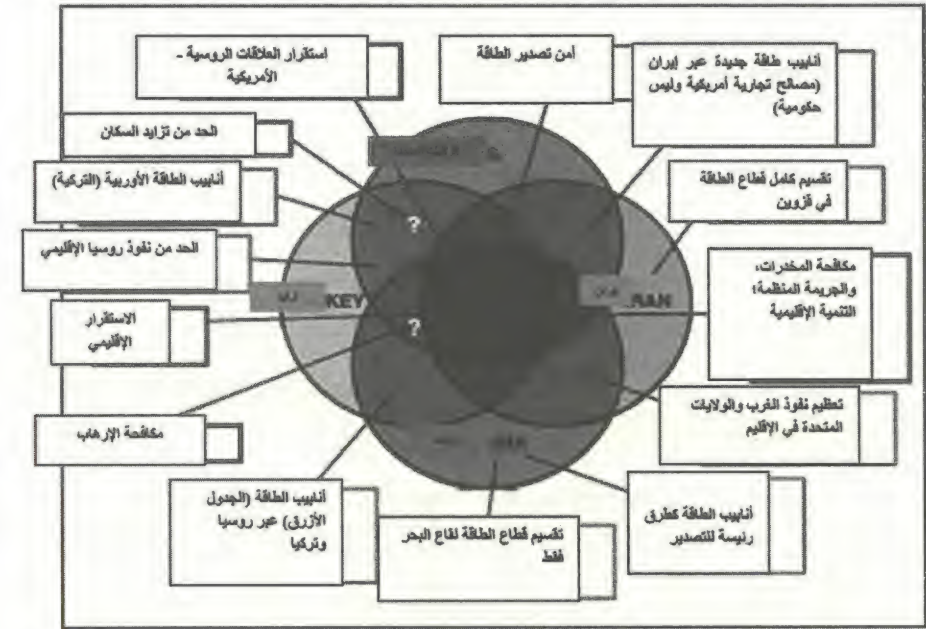 أنابيب طاقة جديدة عبر إيران
(مصالح تجارية أمريكية وليس
حكومية)
أمن تصدير الطاقة
استقرار العلاقات الروسية -
الأمريكية
الحد من تزايد السكان
أنابيب الطاقة الأوربية (التركية)
تقسيم كامل قطاع الطاقة
في قزوين
الحد من نفوذ روسيا الإقليمي
مكافحة المخدرات،
والجريمة المنظمة؛
التنمية الإقليمية
?
KEY
RAN
?
الاستقرار
الإقليمي
تعظيم نفوذ الغرب والولايات
المتحدة في الإقليم
مكافحة الإرهاب
أنابيب الطاقة (الجدول
الأزرق) عبر روسيا
وتركيا
تقسيم قطاع الطاقة لقاع البحر
فقط
أنابيب الطاقة كطرق
رئيسة للتصدير